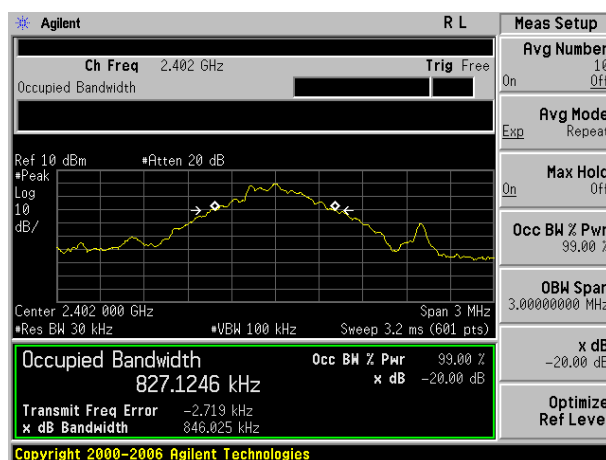 Agilent R L
Meas Setup
Ch Freq 2.402 GHz Trig Free
Occupied Bandwidth
Avg Number
10
On Off
Avg Mode
Exp Repeat
Max Hold
On Off
Occ BW % Pwr
99.00 %
OBW Span
3.00000000 MHz
x dB
-20.00 dB
Optimize
Ref Level
Ref 10 dBm #Atten 20 dB
#Peak
Log
10
dB/
Center 2.402 000 GHz Span 3 MHz
#Res BW 30 kHz #VBW 100 kHz Sweep 3.2 ms (601 pts)
Occupied Bandwidth Occ BW % Pwr 99.00 %
827.1246 kHz x dB -20.00 dB
Transmit Freq Error -2.719 kHz
x dB Bandwidth 846.025 kHz
Copyright 2000-2006 Agilent Technologies